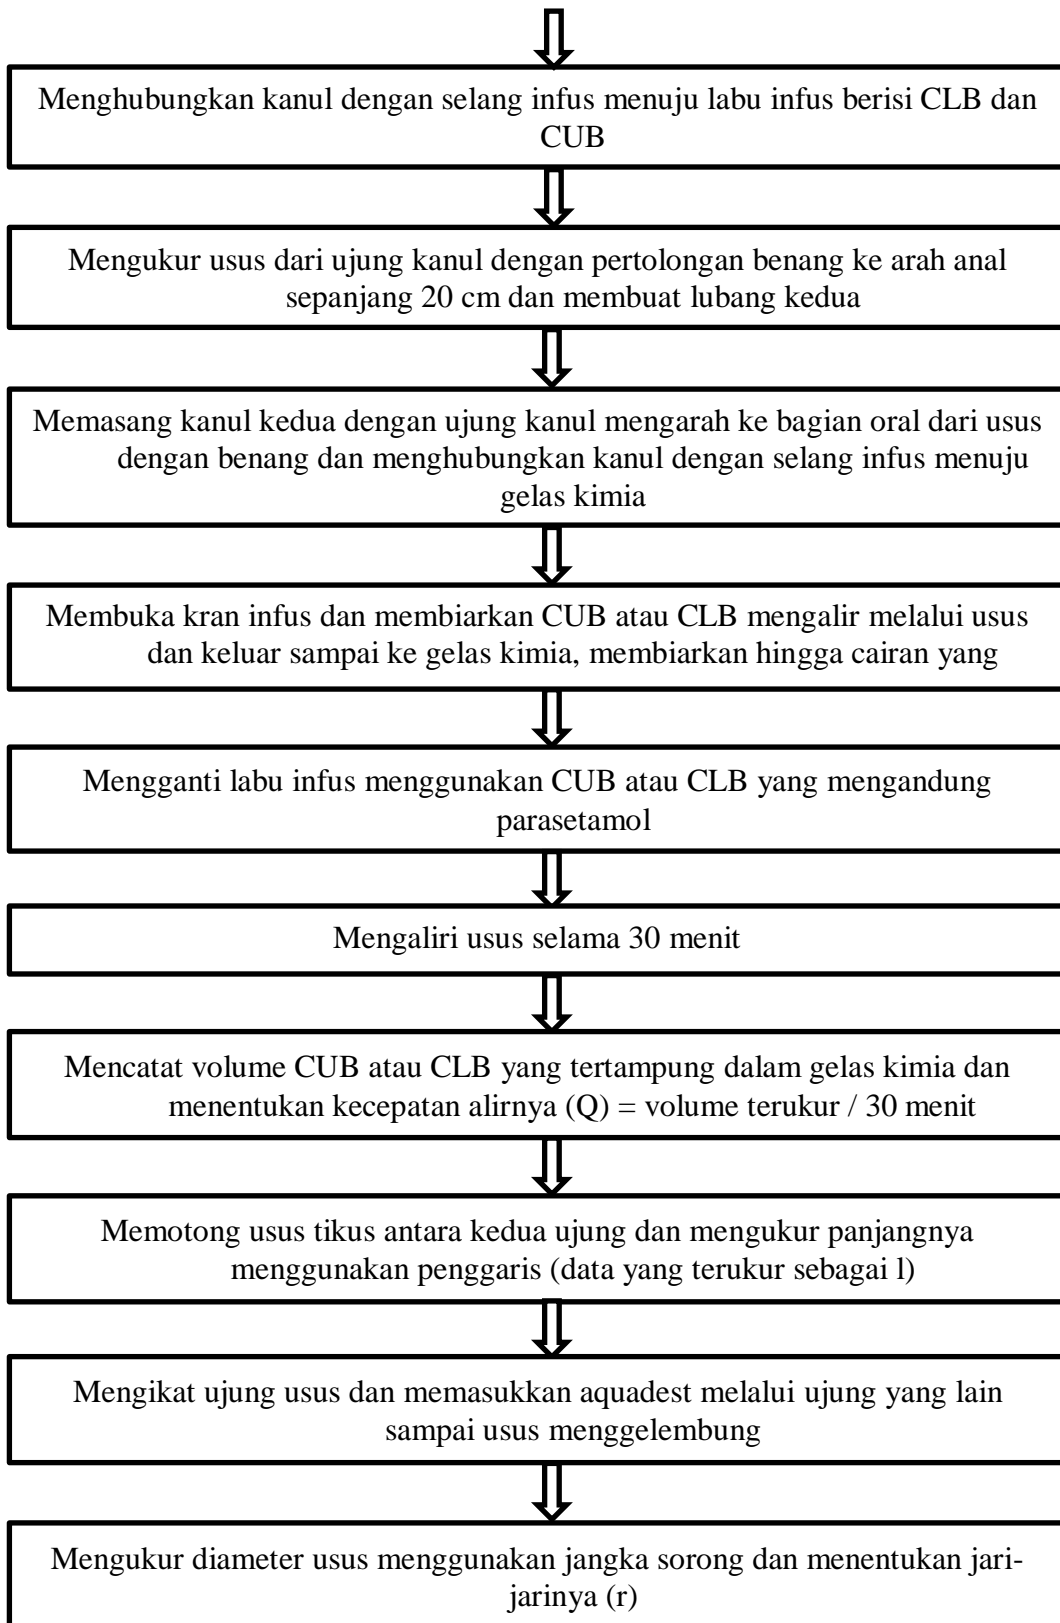 Menghubungkan kanul dengan selang infus menuju labu infus berisi CLB dan
CUB
Mengukur usus dari ujung kanul dengan pertolongan benang ke arah anal
sepanjang 20 cm dan membuat lubang kedua
Memasang kanul kedua dengan ujung kanul mengarah ke bagian oral dari usus
dengan benang dan menghubungkan kanul dengan selang infus menuju
gelas kimia
Membuka kran infus dan membiarkan CUB atau CLB mengalir melalui usus
dan keluar sampai ke gelas kimia, membiarkan hingga cairan yang
Mengganti labu infus menggunakan CUB atau CLB yang mengandung
parasetamol
Mengaliri usus selama 30 menit
Mencatat volume CUB atau CLB yang tertampung dalam gelas kimia dan
menentukan kecepatan alirnya (Q) = volume terukur / 30 menit
Memotong usus tikus antara kedua ujung dan mengukur panjangnya
menggunakan penggaris (data yang terukur sebagai l)
Mengikat ujung usus dan memasukkan aquadest melalui ujung yang lain
sampai usus menggelembung
Mengukur diameter usus menggunakan jangka sorong dan menentukan jari-
jarinya (r)